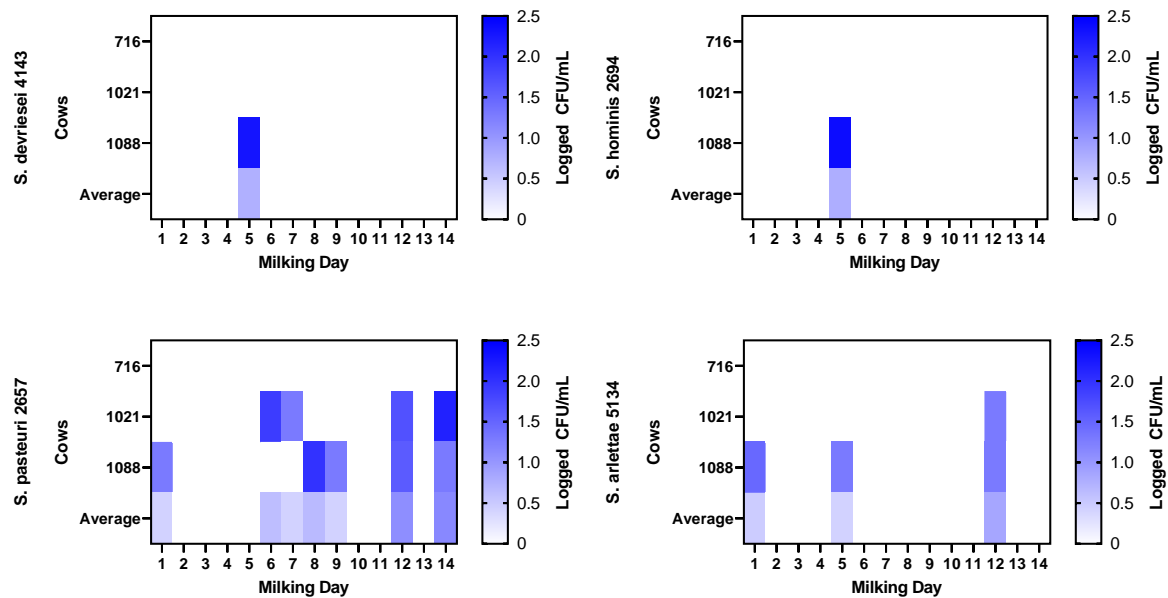 S. devriesei 4143
Cows
716
1021
1088
Average
1 2 3 4 5 6 7 8 9 10 11 12 13 14
Milking Day
2.5
2.0
1.5
1.0
0.5
0
Logged CFU/mL
S. hominis 2694
Cows
716
1021
1088
Average
1 2 3 4 5 6 7 8 9 10 11 12 13 14
Milking Day
2.5
2.0
1.5
1.0
0.5
0
Logged CFU/mL
S. pasteuri 2657
Cows
716
1021
1088
Average
1 2 3 4 5 6 7 8 9 10 11 12 13 14
Milking Day
2.5
2.0
1.5
1.0
0.5
0
Logged CFU/mL
S. arlettae 5134
Cows
716
1021
1088
Average
1 2 3 4 5 6 7 8 9 10 11 12 13 14
Milking Day
2.5
2.0
1.5
1.0
0.5
0
Logged CFU/mL